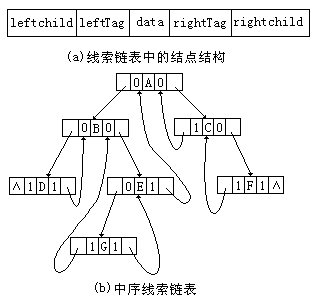 leftchild leftTag data rightTag rightchild
(a)线索链表中的结点结构
0 A 0
0 B 0 1 C 0
∧ 1 D 1 0 E 1 1 F 1 ∧
1 G 1
(b)中序线索链表